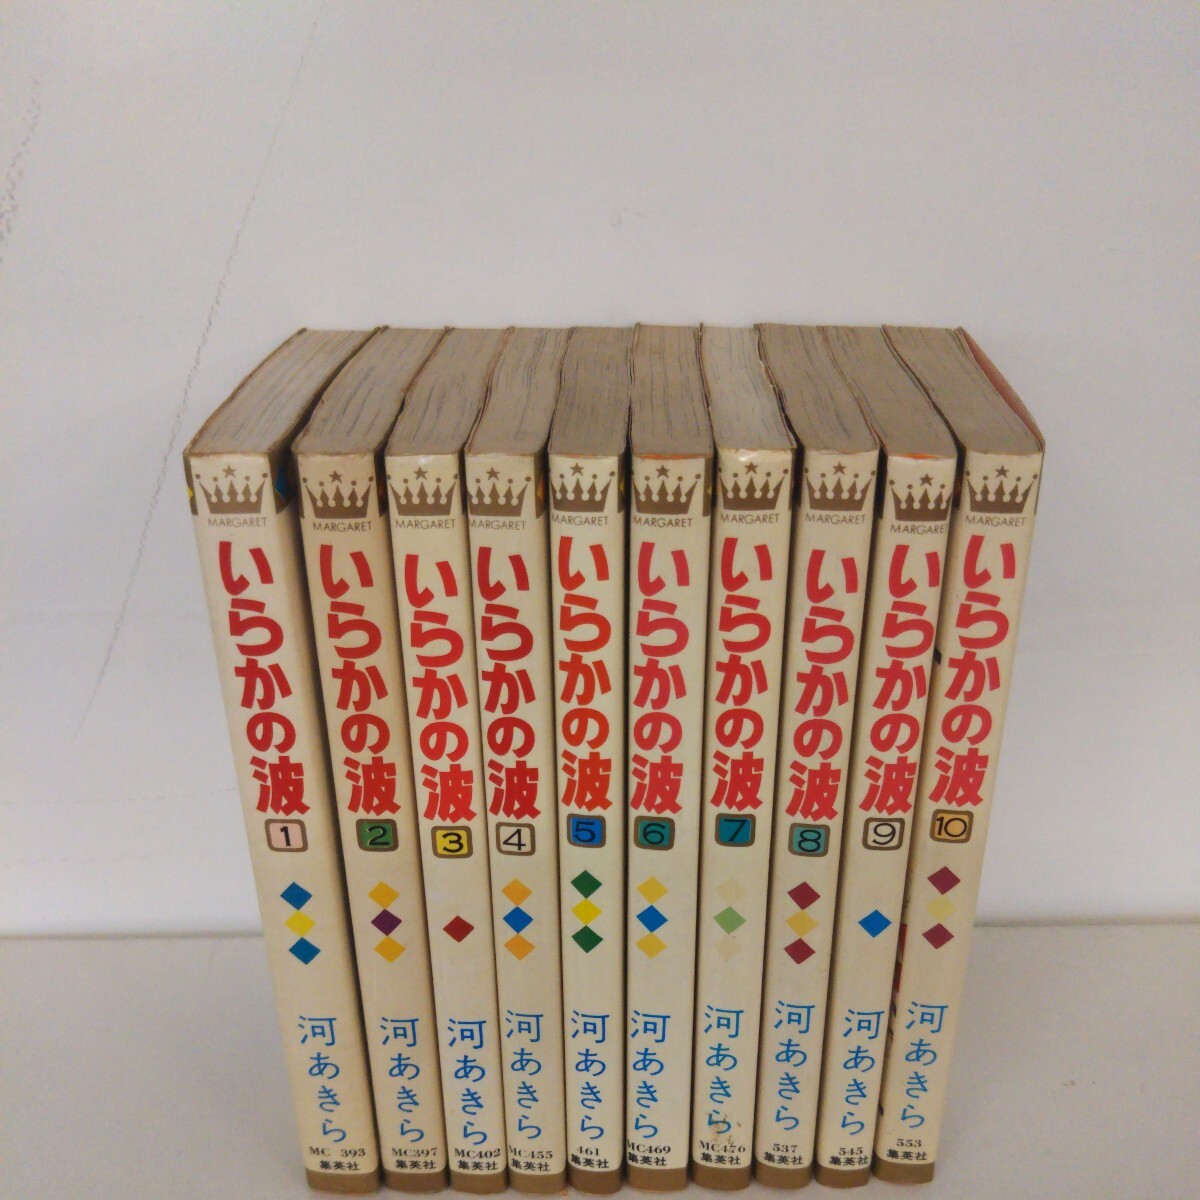 MARGARET
いらかの波
1
河あきら
MC 393
集英社
MARGARET
いらかの波
2
河あきら
MC397
集英社
MARGARET
いらかの波
3
河あきら
MC402
集英社
MARGARET
いらかの波
4
河あきら
MC455
集英社
MARGARET
いらかの波
5
河あきら
461
集英社
MARGARET
いらかの波
6
河あきら
MC469
集英社
MARGARET
いらかの波
7
河あきら
MC476
集英社
MARGARET
いらかの波
8
河あきら
537
集英社
MARGARET
いらかの波
9
河あきら
545
集英社
MARGARET
いらかの波
10
河あきら
553
集英社